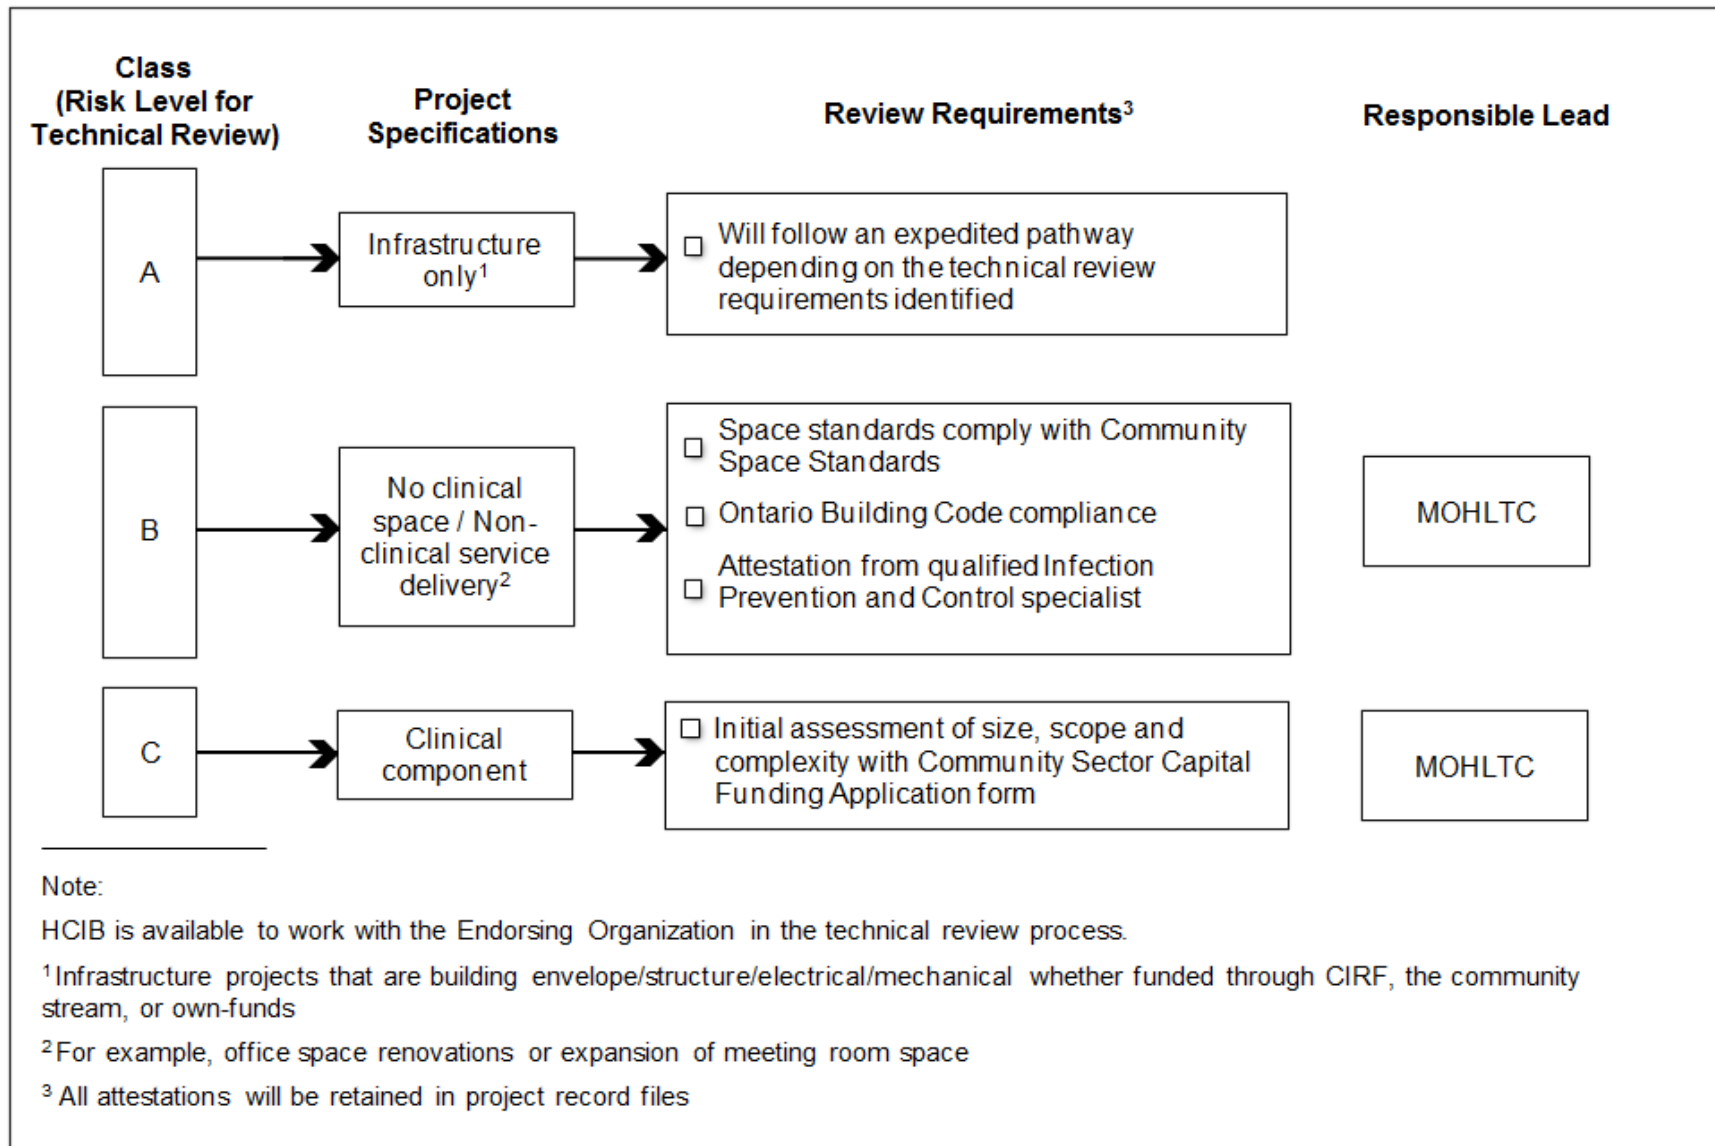 Class
(Risk Level for
Technical Review)
Project
Specifications
Review Requirements³
Responsible Lead
A
Infrastructure
only¹
Will follow an expedited pathway
depending on the technical review
requirements identified
B
No clinical
space / Non-
clinical service
delivery²
Space standards comply with Community
Space Standards
Ontario Building Code compliance
Attestation from qualified Infection
Prevention and Control specialist
MOHLTC
C
Clinical
component
Initial assessment of size, scope and
complexity with Community Sector Capital
Funding Application form
MOHLTC
Note:
HCIB is available to work with the Endorsing Organization in the technical review process.
¹ Infrastructure projects that are building envelope/structure/electrical/mechanical whether funded through CIRF, the community
stream, or own-funds
² For example, office space renovations or expansion of meeting room space
³ All attestations will be retained in project record files